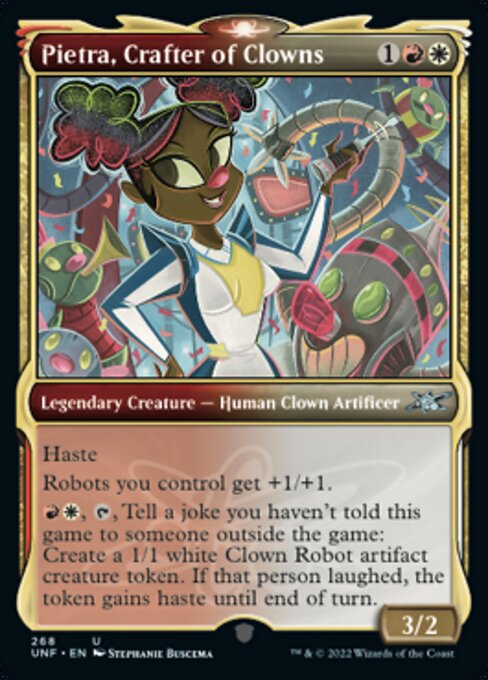 Pietra, Crafter of Clowns 1
Legendary Creature — Human Clown Artificer
Haste
Robots you control get +1/+1.
, , Tell a joke you haven't told this
game to someone outside the game:
Create a 1/1 white Clown Robot artifact
creature token. If that person laughed, the
token gains haste until end of turn.
3/2
268 U
UNF • EN Stephanie Buscema ™ & © 2022 Wizards of the Coast